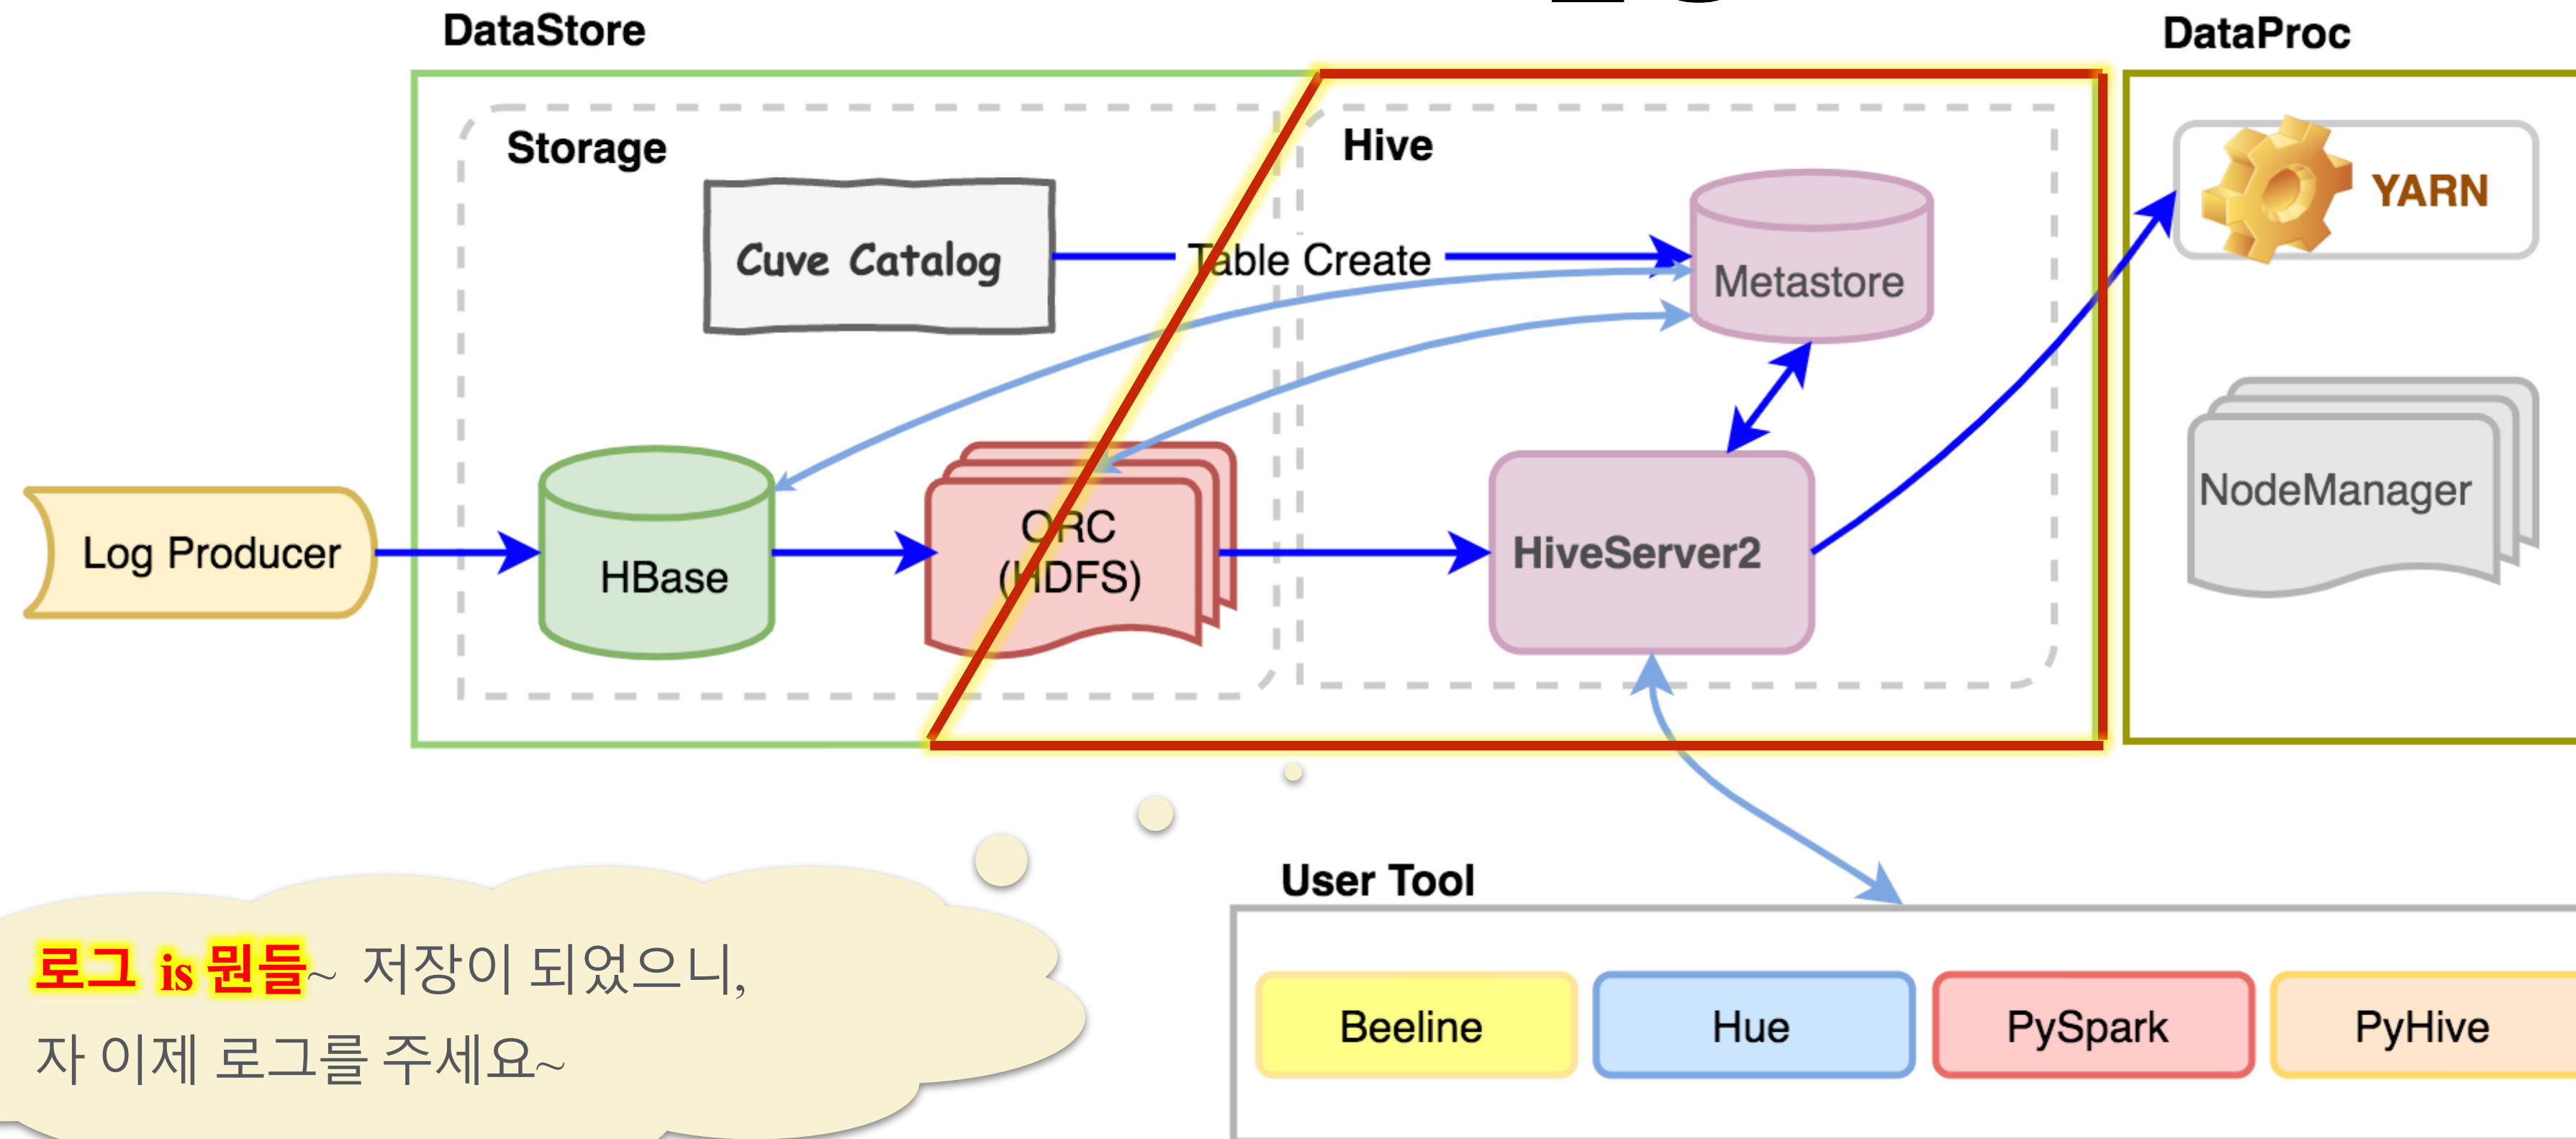 DataStore
DataProc
Storage
Hive
YARN
Cuve Catalog
Table Create
Metastore
NodeManager
Log Producer
HBase
ORC
(HDFS)
HiveServer2
User Tool
로그 is 뭔들~ 저장이 되었으니,
자 이제 로그를 주세요~
Beeline
Hue
PySpark
PyHive